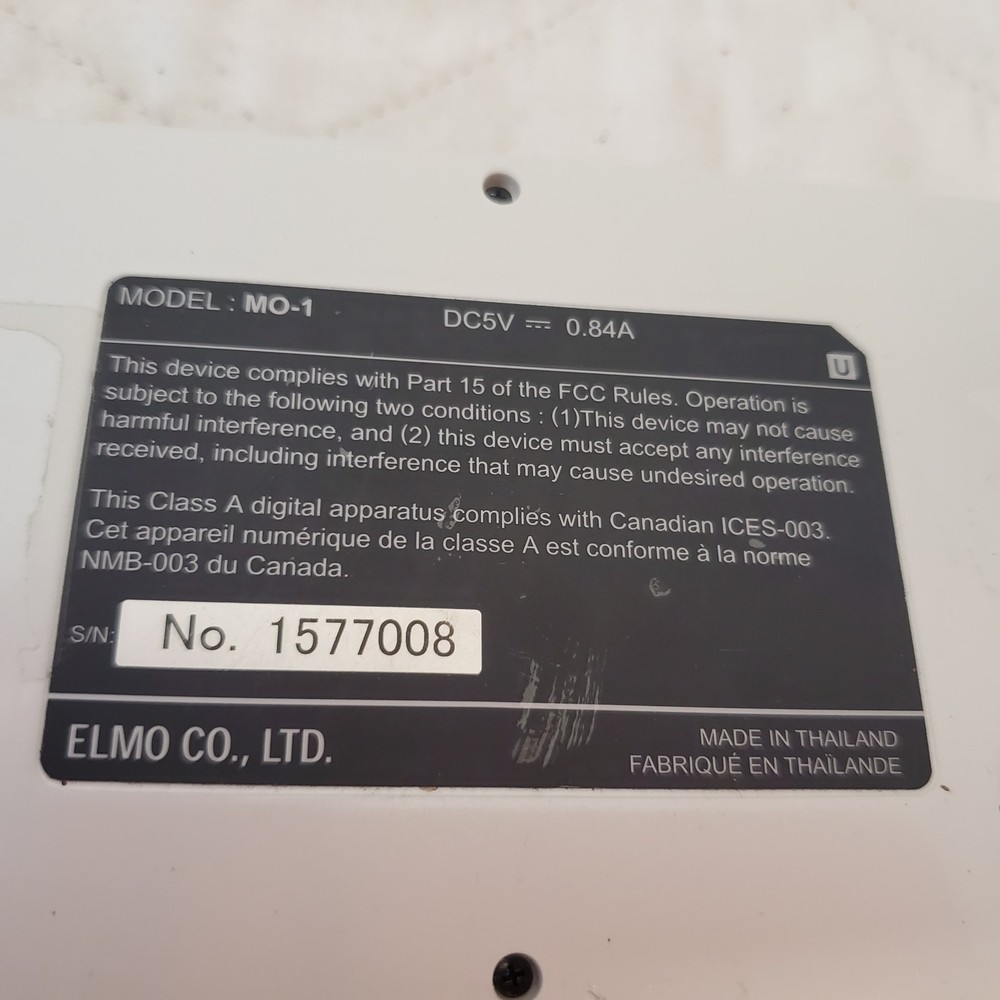 MODEL : MO-1 DC5V ⎓ 0.84A
U
This device complies with Part 15 of the FCC Rules. Operation is
subject to the following two conditions : (1)This device may not cause
harmful interference, and (2) this device must accept any interference
received, including interference that may cause undesired operation.
This Class A digital apparatus complies with Canadian ICES-003.
Cet appareil numérique de la classe A est conforme à la norme
NMB-003 du Canada.
S/N: No. 1577008
ELMO CO., LTD.
MADE IN THAILAND
FABRIQUÉ EN THAÏLANDE